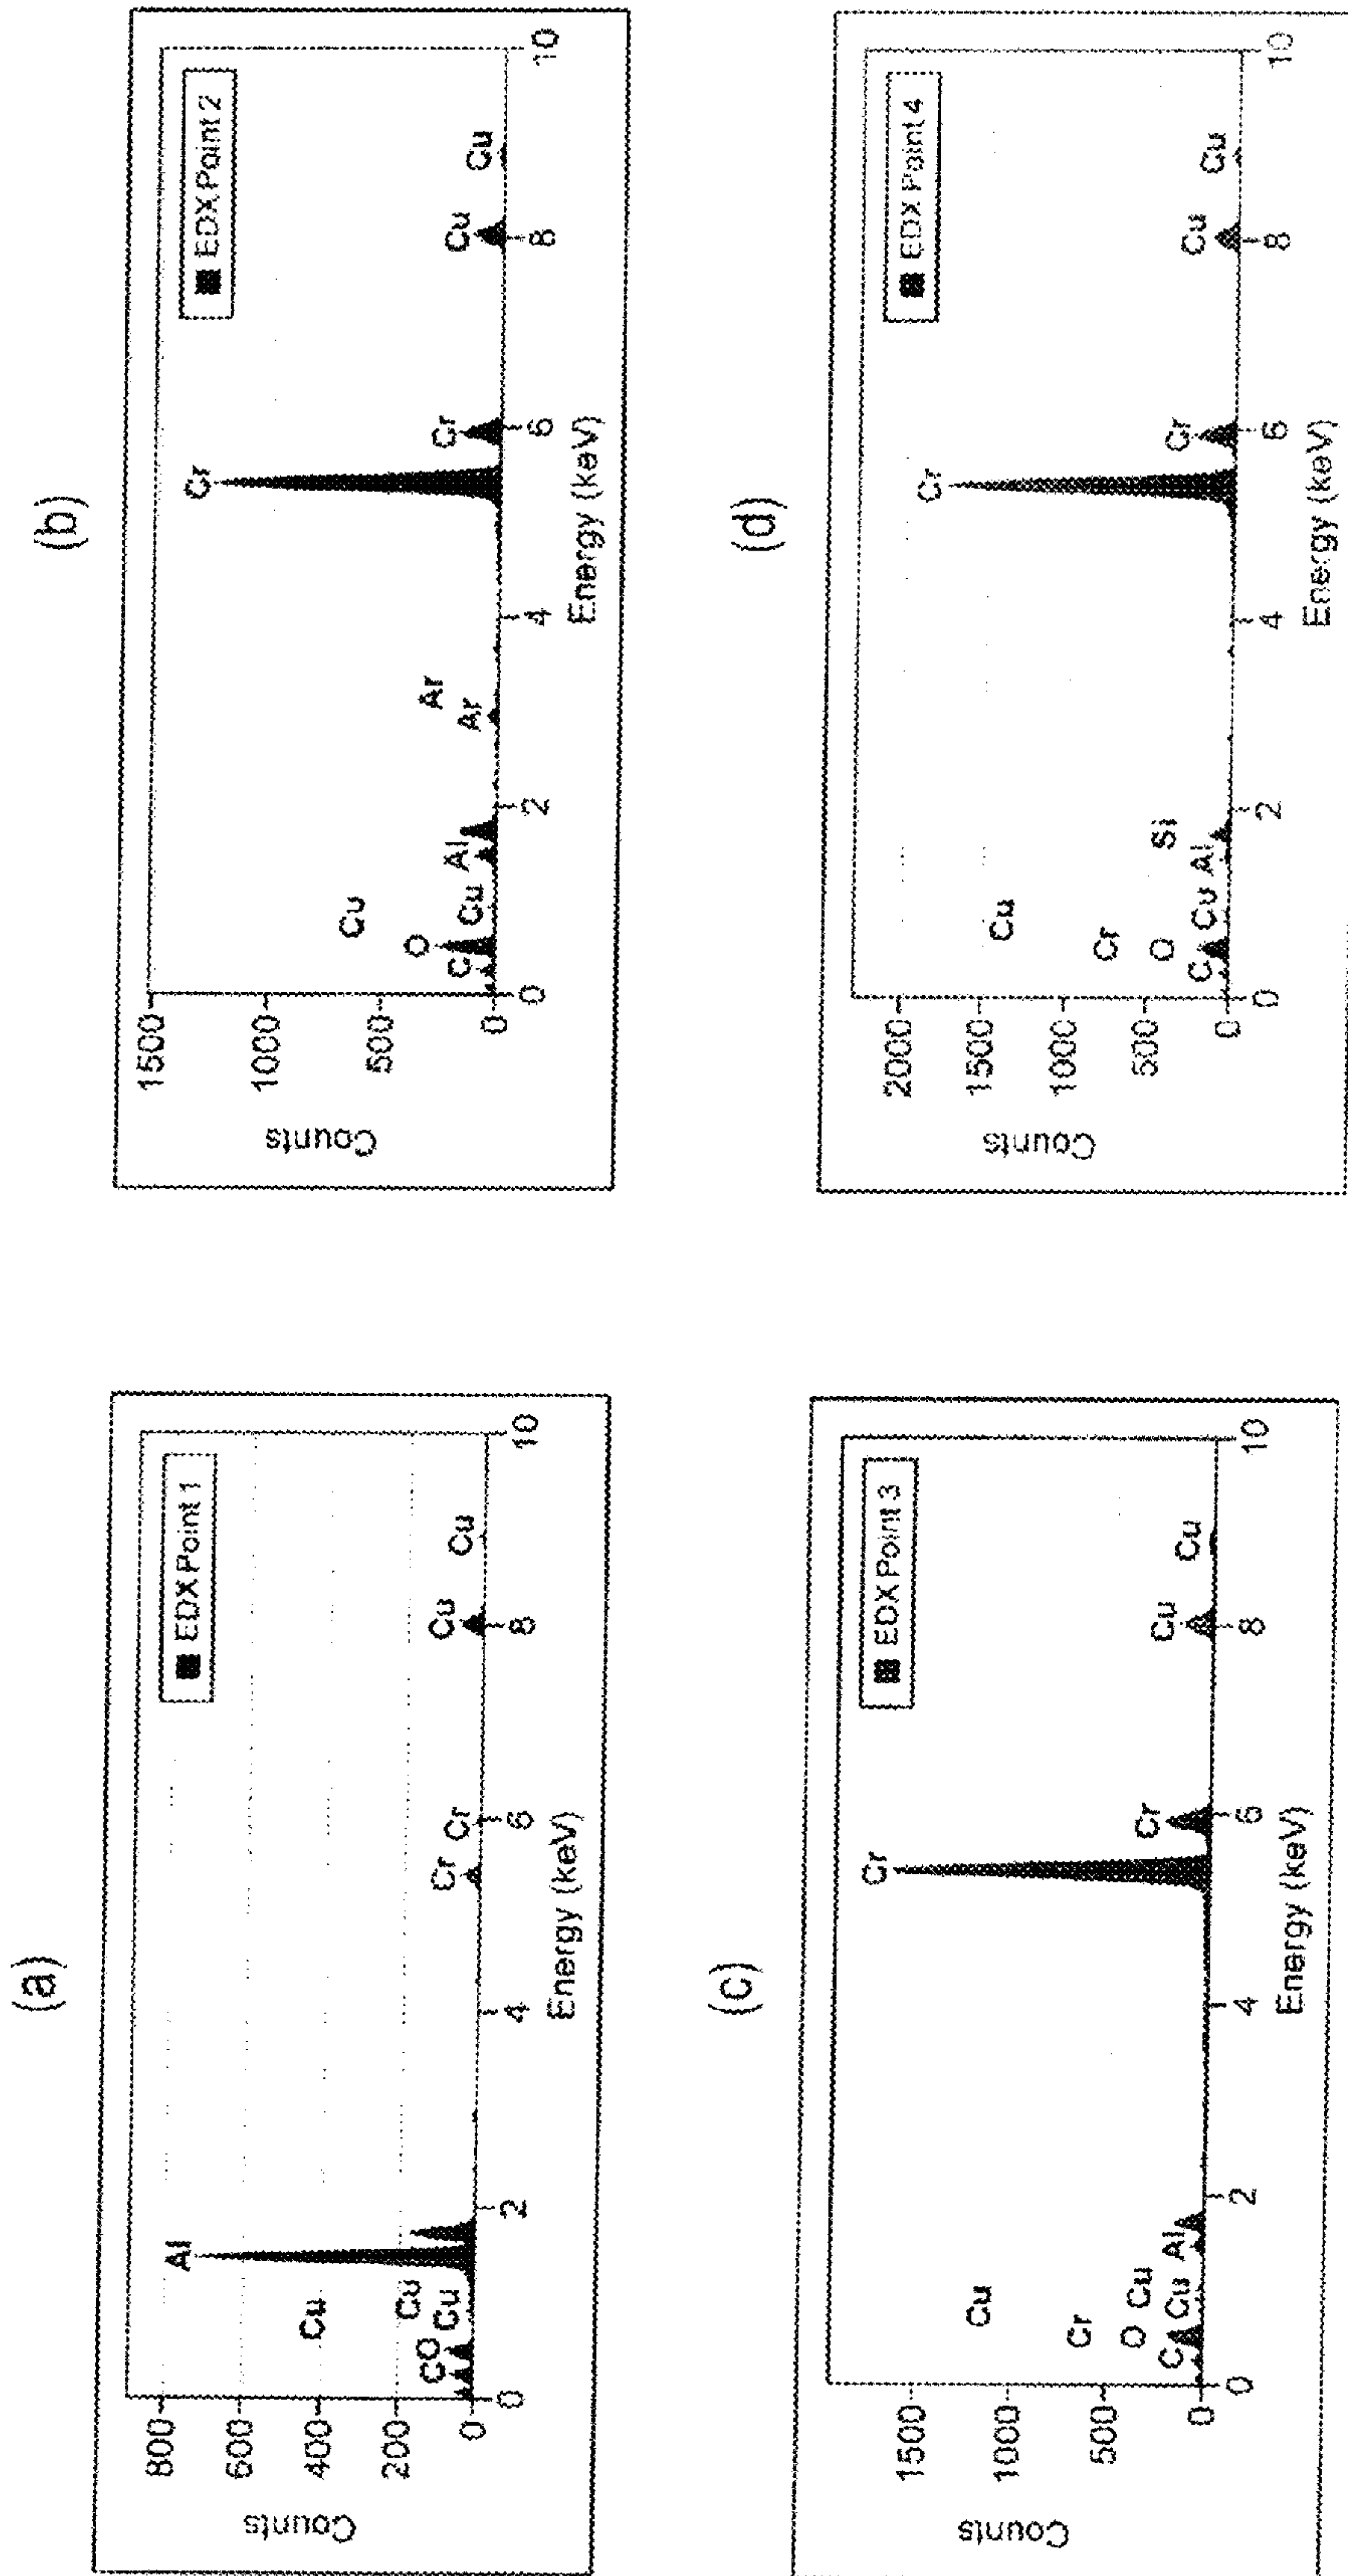 (a)
EDX Point 1
Counts
800
600
400
200
0
Al
Cu
Cu
Cu
C
O
Cr
Cr
Cu
Cu
0
2
4
6
8
10
Energy (keV)
(b)
EDX Point 2
Counts
1500
1000
500
0
Cr
Cu
O
C
Cu
Al
Ar
Ar
Cr
Cu
Cu
0
2
4
6
8
10
Energy (keV)
(c)
EDX Point 3
Counts
1500
1000
500
0
Cr
Cu
Cr
O
Cu
C
Cu
Al
Cr
Cu
Cu
0
2
4
6
8
10
Energy (keV)
(d)
EDX Point 4
Counts
2000
1500
1000
500
0
Cr
Cu
Cr
O
Si
C
Cu
Al
Cr
Cu
Cu
0
2
4
6
8
10
Energy (keV)